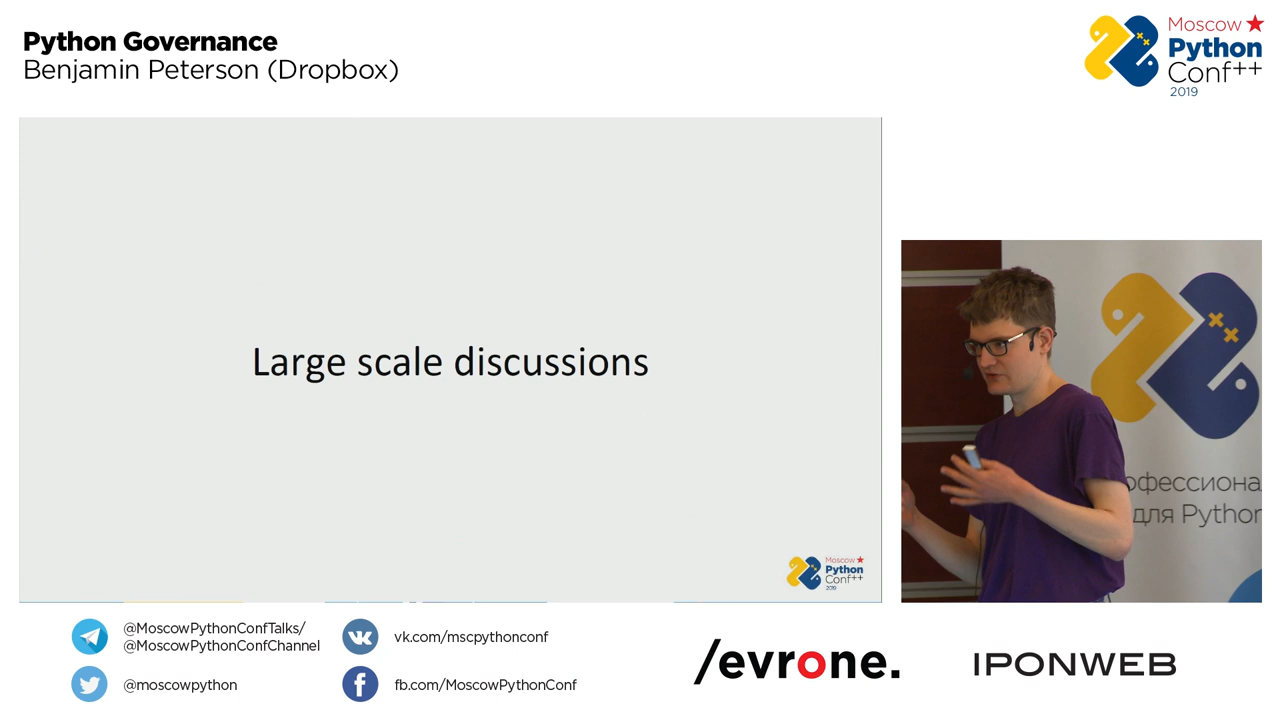 Python Governance
Benjamin Peterson (Dropbox)
Moscow
Python
Conf++
2019
Large scale discussions
Moscow
Python
Conf++
2019
офессиона
для Python
@MoscowPythonConfTalks/
@MoscowPythonConfChannel
vk.com/mscpythonconf
@moscowpython
fb.com/MoscowPythonConf
/evrone.
IPONWEB